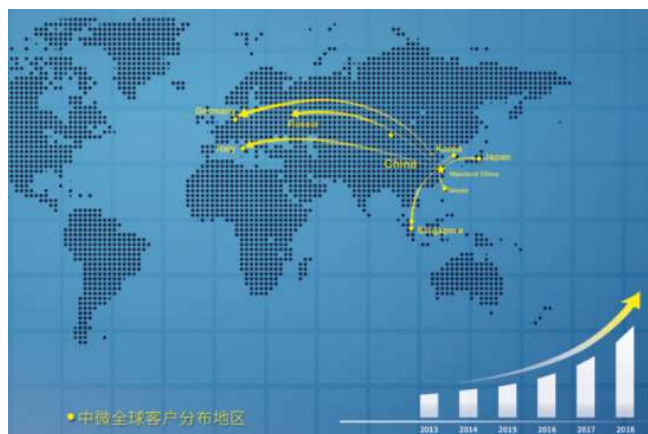 Germany
Russia
Italy
China
Korea
Japan
Mainland China
Taiwan
Singapore
中微全球客户分布地区
2013 2014 2015 2016 2017 2018